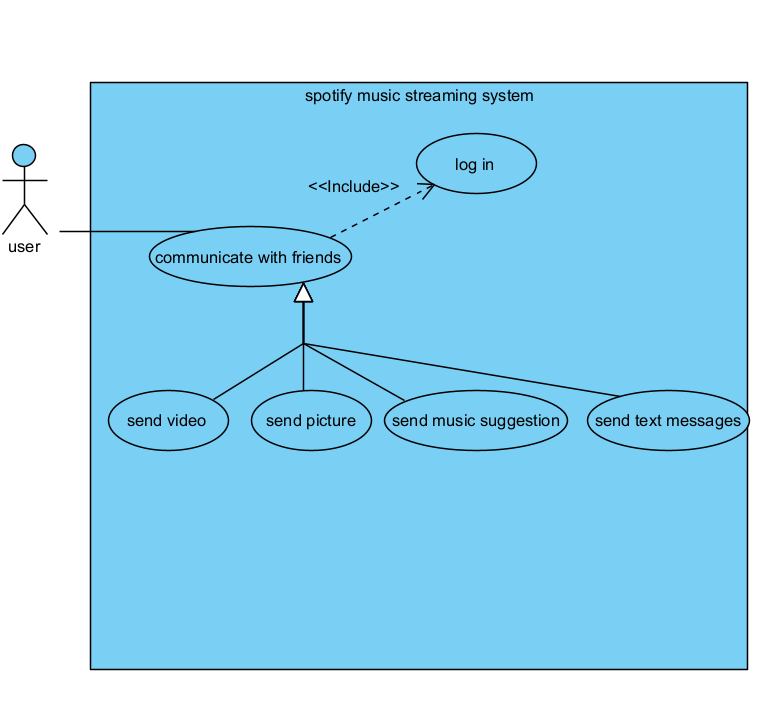 spotify music streaming system
log in
<<Include>>
user
communicate with friends
send video
send picture
send music suggestion
send text messages